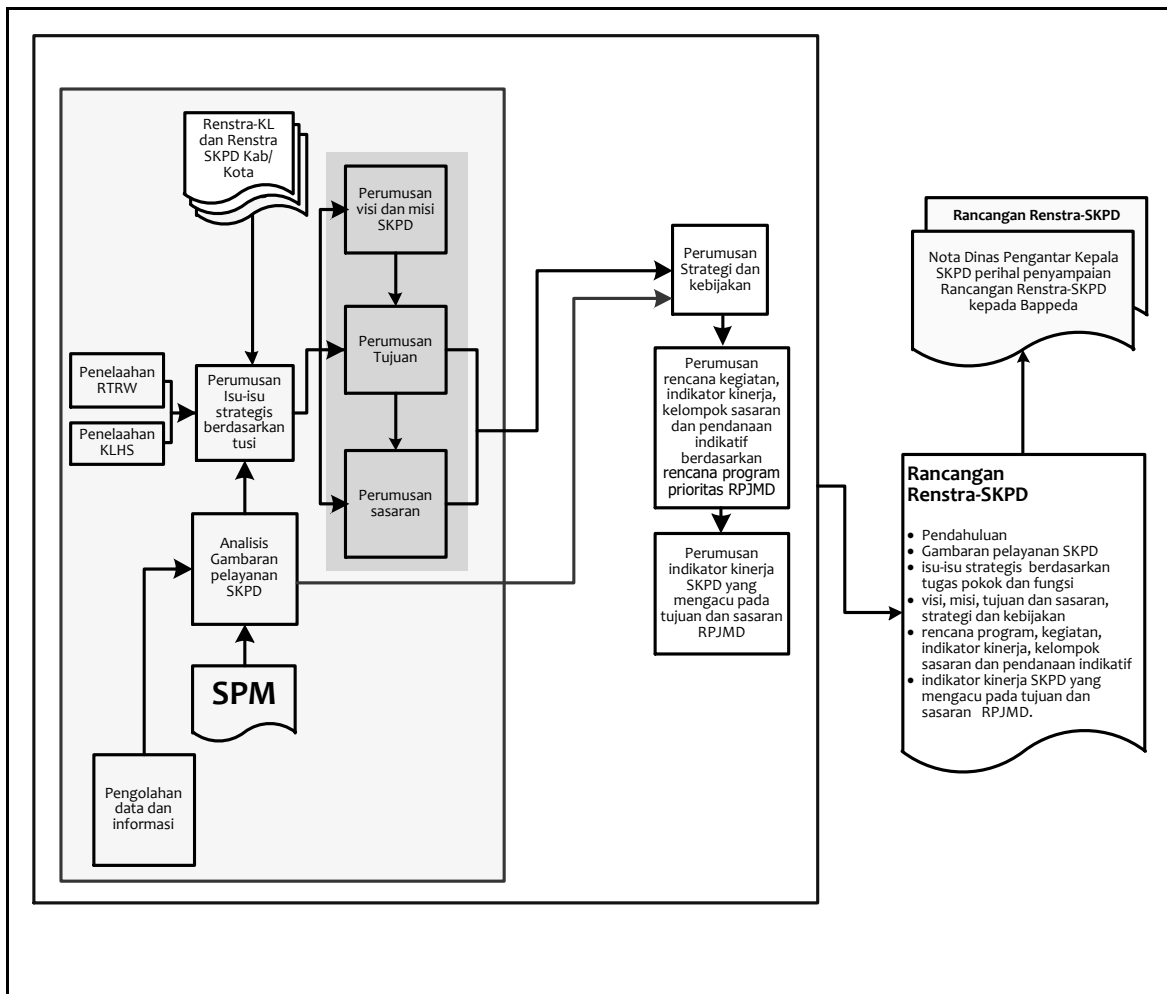 Renstra-KL
dan Renstra
SKPD Kab/
Kota
Perumusan
visi dan misi
SKPD
Perumusan
Tujuan
Perumusan
sasaran
Penelaahan
RTRW
Penelaahan
KLHS
Perumusan
Isu-isu
strategis
berdasarkan
tusi
Analisis
Gambaran
pelayanan
SKPD
SPM
Pengolahan
data dan
informasi
Perumusan
Strategi dan
kebijakan
Perumusan
rencana kegiatan,
indikator kinerja,
kelompok sasaran
dan pendanaan
indikatif
berdasarkan
rencana program
prioritas RPJMD
Perumusan
indikator kinerja
SKPD yang
mengacu pada
tujuan dan sasaran
RPJMD
Rancangan Renstra-SKPD
Nota Dinas Pengantar Kepala
SKPD perihal penyampaian
Rancangan Renstra-SKPD
kepada Bappeda
Rancangan
Renstra-SKPD
• Pendahuluan
• Gambaran pelayanan SKPD
• isu-isu strategis berdasarkan
tugas pokok dan fungsi
• visi, misi, tujuan dan sasaran,
strategi dan kebijakan
• rencana program, kegiatan,
indikator kinerja, kelompok
sasaran dan pendanaan indikatif
• indikator kinerja SKPD yang
mengacu pada tujuan dan
sasaran RPJMD.